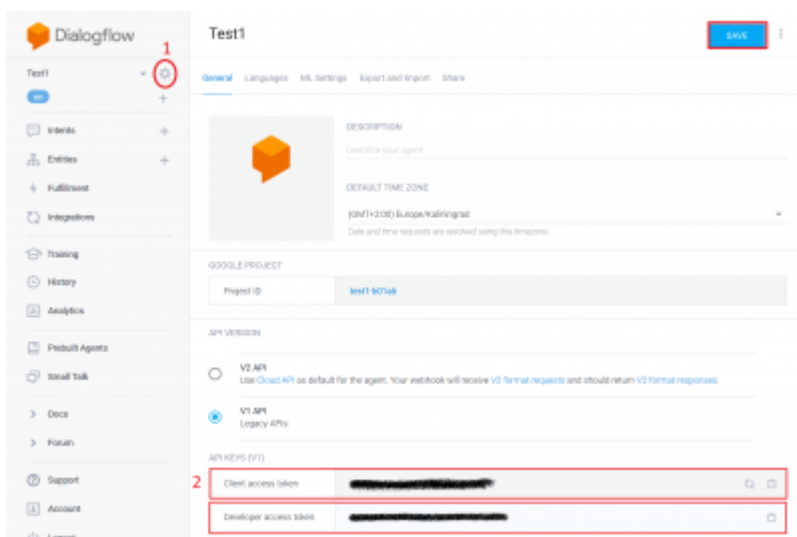 Dialogflow
1
Test1
en
Intents
Entities
Fulfillment
Integrations
Training
History
Analytics
Prebuilt Agents
Small Talk
Docs
Forum
Support
Account
Logout
Test1
SAVE
General Languages ML Settings Export and Import Share
DESCRIPTION
Describe your agent
DEFAULT TIME ZONE
(GMT+2:00) Europe/Kaliningrad
Date and time requests are resolved using this timezone.
GOOGLE PROJECT
Project ID
API VERSION
V2 API
Use Cloud API as default for the agent. Your webhook will receive V2 format requests and should return V2 format responses.
V1 API
Legacy APIs
API KEYS (V1)
2
Client access token
Developer access token